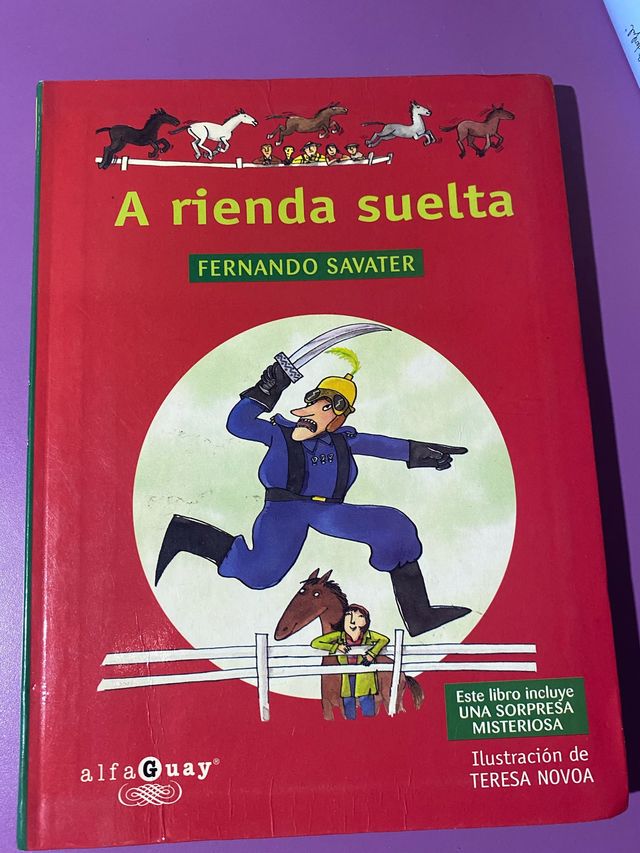 A rienda suelta
FERNANDO SAVATER
Este libro incluye
UNA SORPRESA
MISTERIOSA
alfaGuay®
Ilustración de
TERESA NOVOA